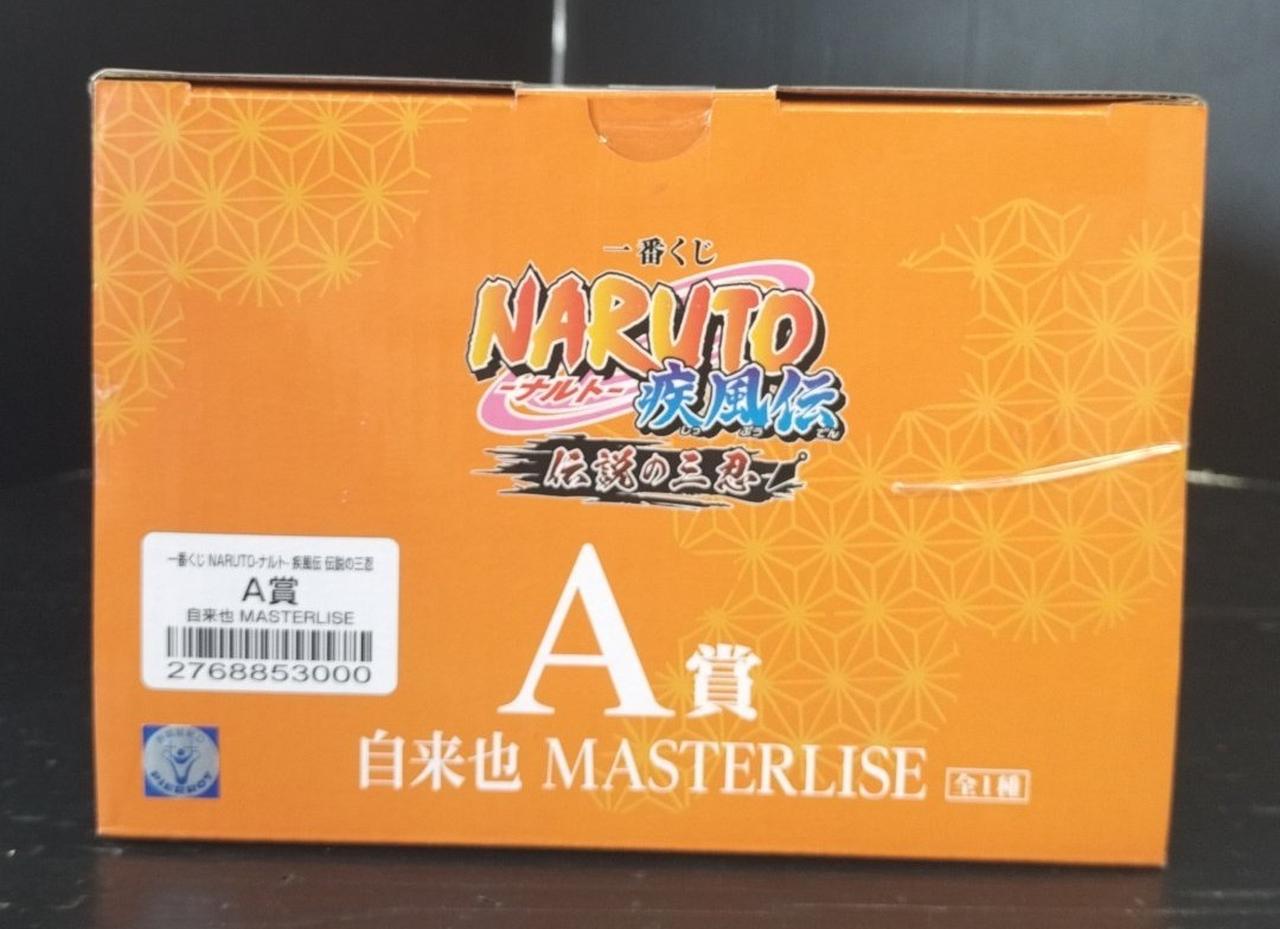 一番くじ
NARUTO
-ナルト-
疾風伝
しっ ぷう でん
伝説の三忍
一番くじ NARUTO-ナルト- 疾風伝 伝説の三忍
A賞
自来也 MASTERLISE
2768853000
A賞
自来也 MASTERLISE 全1種
PIERROT